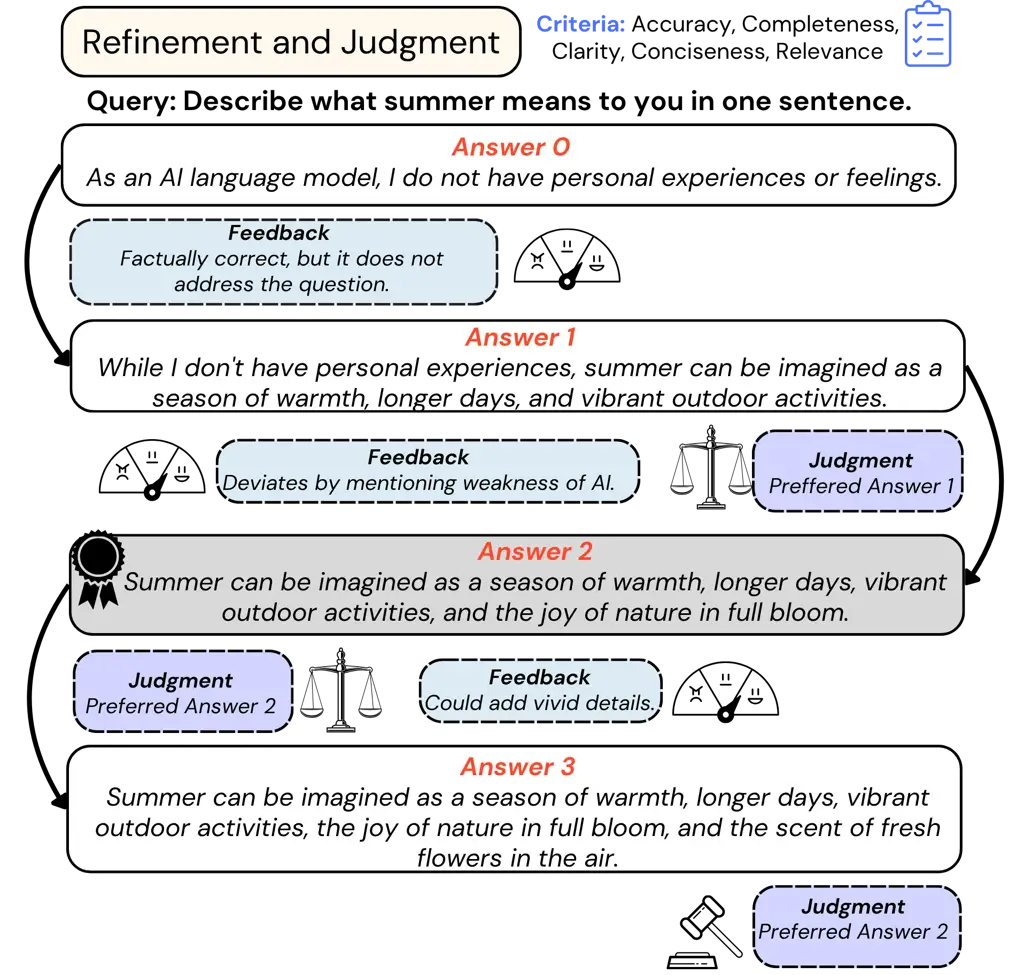 Refinement and Judgment
Criteria: Accuracy, Completeness,
Clarity, Conciseness, Relevance
Query: Describe what summer means to you in one sentence.
Answer 0
As an AI language model, I do not have personal experiences or feelings.
Feedback
Factually correct, but it does not
address the question.
Answer 1
While I don't have personal experiences, summer can be imagined as a
season of warmth, longer days, and vibrant outdoor activities.
Feedback
Deviates by mentioning weakness of AI.
Judgment
Preffered Answer 1
Answer 2
Summer can be imagined as a season of warmth, longer days, vibrant
outdoor activities, and the joy of nature in full bloom.
Judgment
Preferred Answer 2
Feedback
Could add vivid details.
Answer 3
Summer can be imagined as a season of warmth, longer days, vibrant
outdoor activities, the joy of nature in full bloom, and the scent of fresh
flowers in the air.
Judgment
Preferred Answer 2